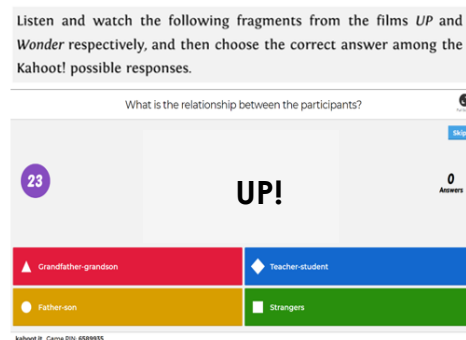 Listen and watch the following fragments from the films UP and
Wonder respectively, and then choose the correct answer among the
Kahoot! possible responses.
What is the relationship between the participants?
Skip
23
UP!
0
Answers
Grandfather-grandson
Teacher-student
Father-son
Strangers
kahoot.it Game PIN: 6589935